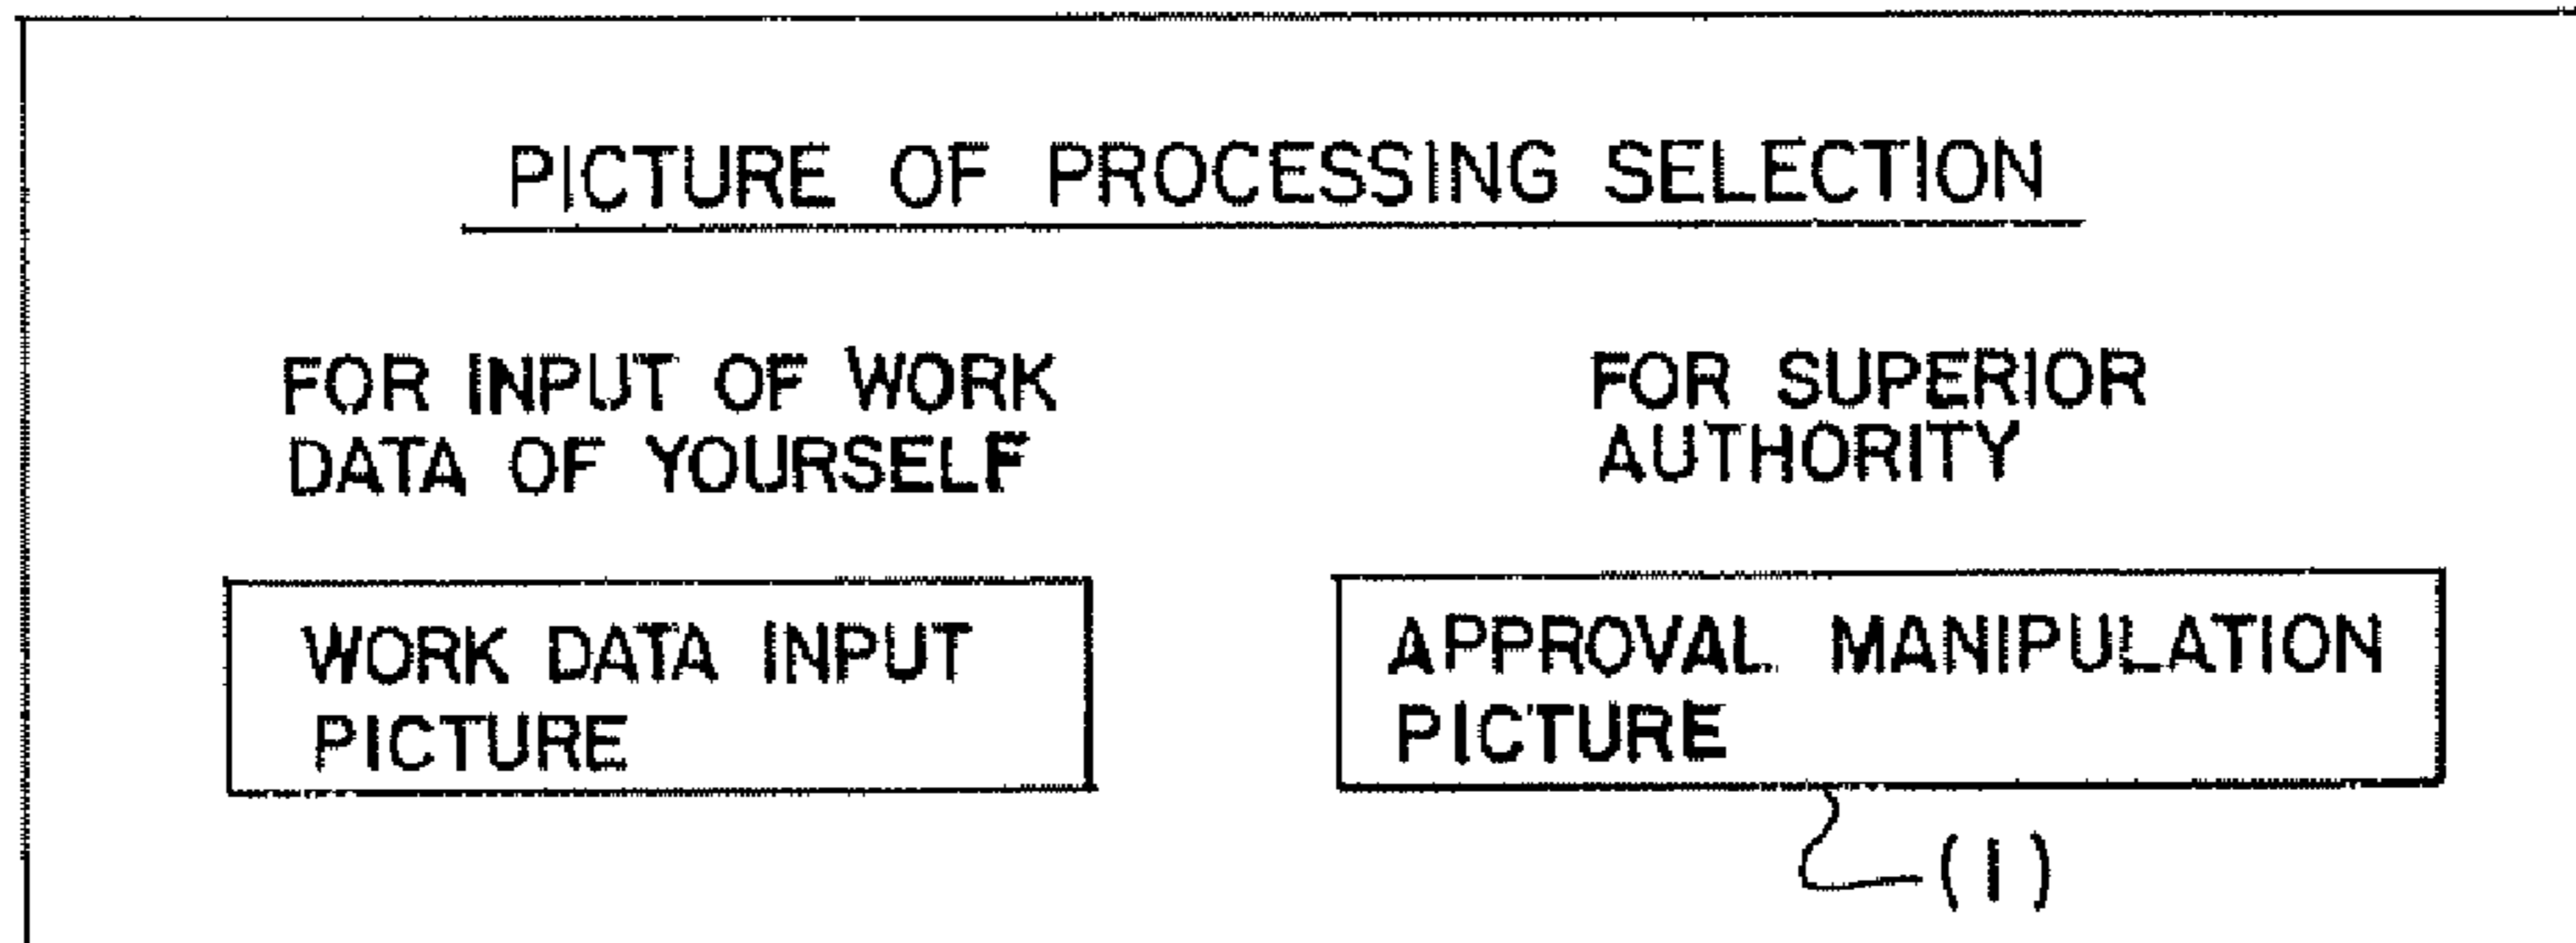 PICTURE OF PROCESSING SELECTION
FOR INPUT OF WORK
DATA OF YOURSELF
WORK DATA INPUT
PICTURE
FOR SUPERIOR
AUTHORITY
APPROVAL MANIPULATION
PICTURE
(1)